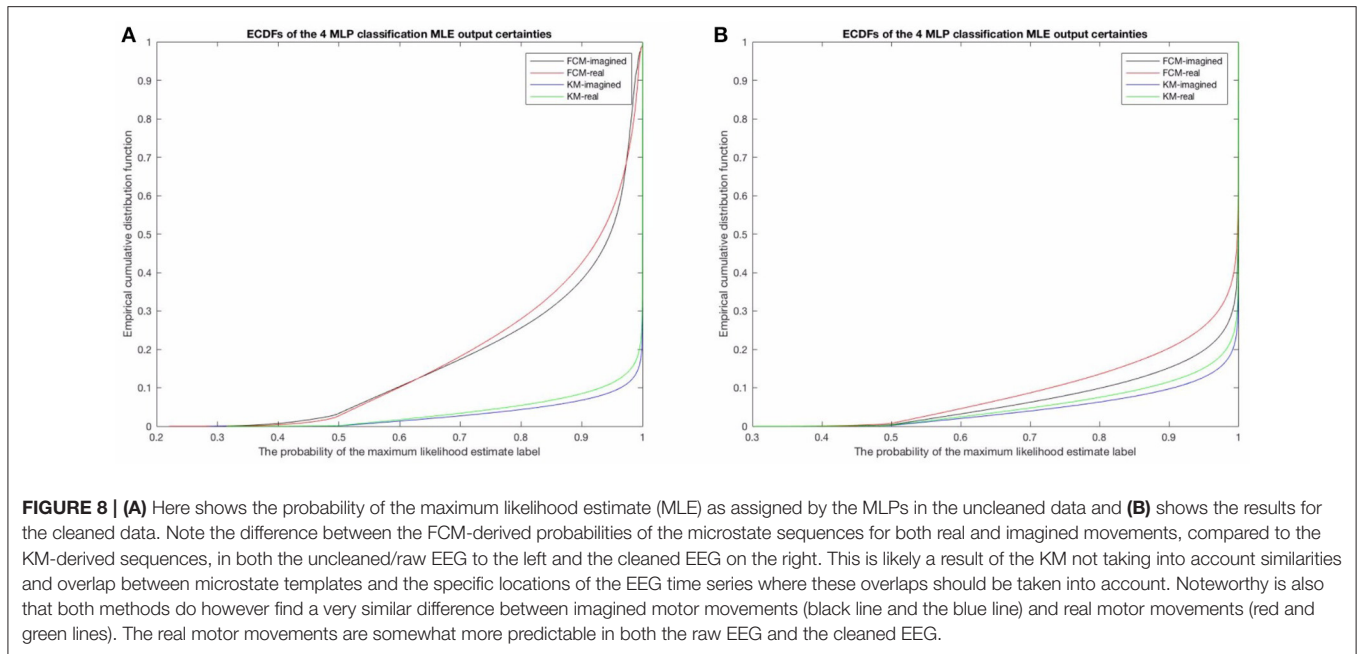 A
ECDFs of the 4 MLP classification MLE output certainties
FCM-imagined
FCM-real
KM-imagined
KM-real
Empirical cumulative distribution function
1
0.9
0.8
0.7
0.6
0.5
0.4
0.3
0.2
0.1
0
0.2 0.3 0.4 0.5 0.6 0.7 0.8 0.9 1
The probability of the maximum likelihood estimate label
B
ECDFs of the 4 MLP classification MLE output certainties
FCM-imagined
FCM-real
KM-imagined
KM-real
Empirical cumulative distribution function
1
0.9
0.8
0.7
0.6
0.5
0.4
0.3
0.2
0.1
0
0.3 0.4 0.5 0.6 0.7 0.8 0.9 1
The probability of the maximum likelihood estimate label
FIGURE 8 | (A) Here shows the probability of the maximum likelihood estimate (MLE) as assigned by the MLPs in the uncleaned data and (B) shows the results for
the cleaned data. Note the difference between the FCM-derived probabilities of the microstate sequences for both real and imagined movements, compared to the
KM-derived sequences, in both the uncleaned/raw EEG to the left and the cleaned EEG on the right. This is likely a result of the KM not taking into account similarities
and overlap between microstate templates and the specific locations of the EEG time series where these overlaps should be taken into account. Noteworthy is also
that both methods do however find a very similar difference between imagined motor movements (black line and the blue line) and real motor movements (red and
green lines). The real motor movements are somewhat more predictable in both the raw EEG and the cleaned EEG.